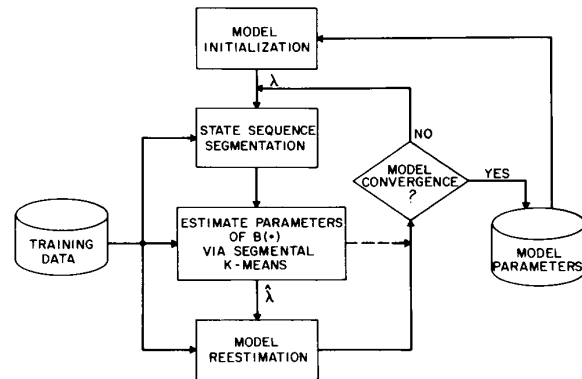 MODEL
INITIALIZATION
λ
NO
STATE SEQUENCE
SEGMENTATION
MODEL
CONVERGENCE
?
YES
ESTIMATE PARAMETERS
OF B(•)
VIA SEGMENTAL
K-MEANS
TRAINING
DATA
MODEL
PARAMETERS
λ̂
MODEL
REESTIMATION